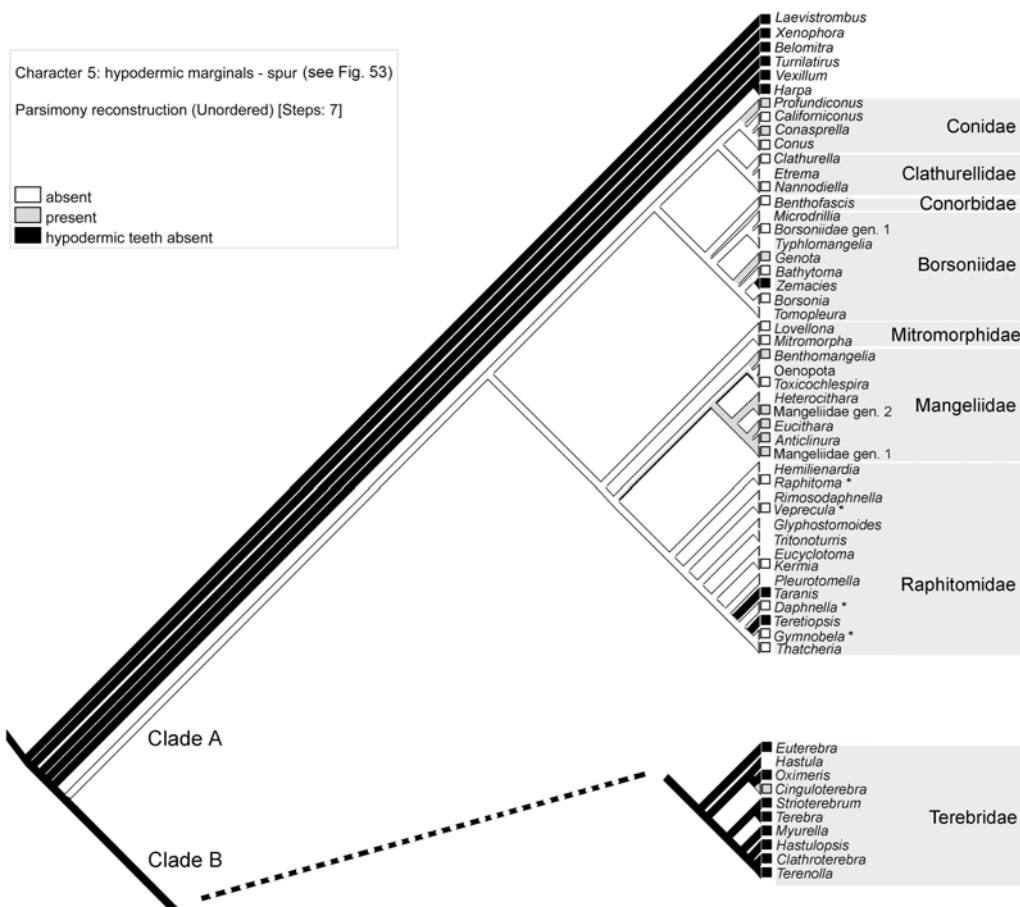 Character 5: hypodermic marginals - spur (see Fig. 53)
Parsimony reconstruction (Unordered) [Steps: 7]
absent
present
hypodermic teeth absent
Laevistrombus
Xenophora
Belomitra
Turrilatirus
Vexillum
Harpa
Profundiconus
Californiconus
Conasprella
Conus
Conidae
Clathurella
Etrema
Nannodiella
Clathurellidae
Benthofascis
Conorbidae
Microdrillia
Borsoniidae gen. 1
Typhlomangelia
Genota
Bathytoma
Zemacies
Borsonia
Tomopleura
Borsoniidae
Lovellona
Mitromorpha
Mitromorphidae
Benthomangelia
Oenopota
Toxicochlespira
Heterocithara
Mangeliidae gen. 2
Eucithara
Anticlinura
Mangeliidae gen. 1
Mangeliidae
Hemilienardia
Raphitoma *
Rimosodaphnella
Veprecula *
Glyphostomoides
Tritonoturris
Eucyclotoma
Kermia
Pleurotomella
Taranis
Daphnella *
Teretiopsis
Gymnobela *
Thatcheria
Raphitomidae
Clade A
Clade B
Euterebra
Hastula
Oximeris
Cinguloterebra
Strioterebrum
Terebra
Myurella
Hastulopsis
Clathroterebra
Terenolla
Terebridae